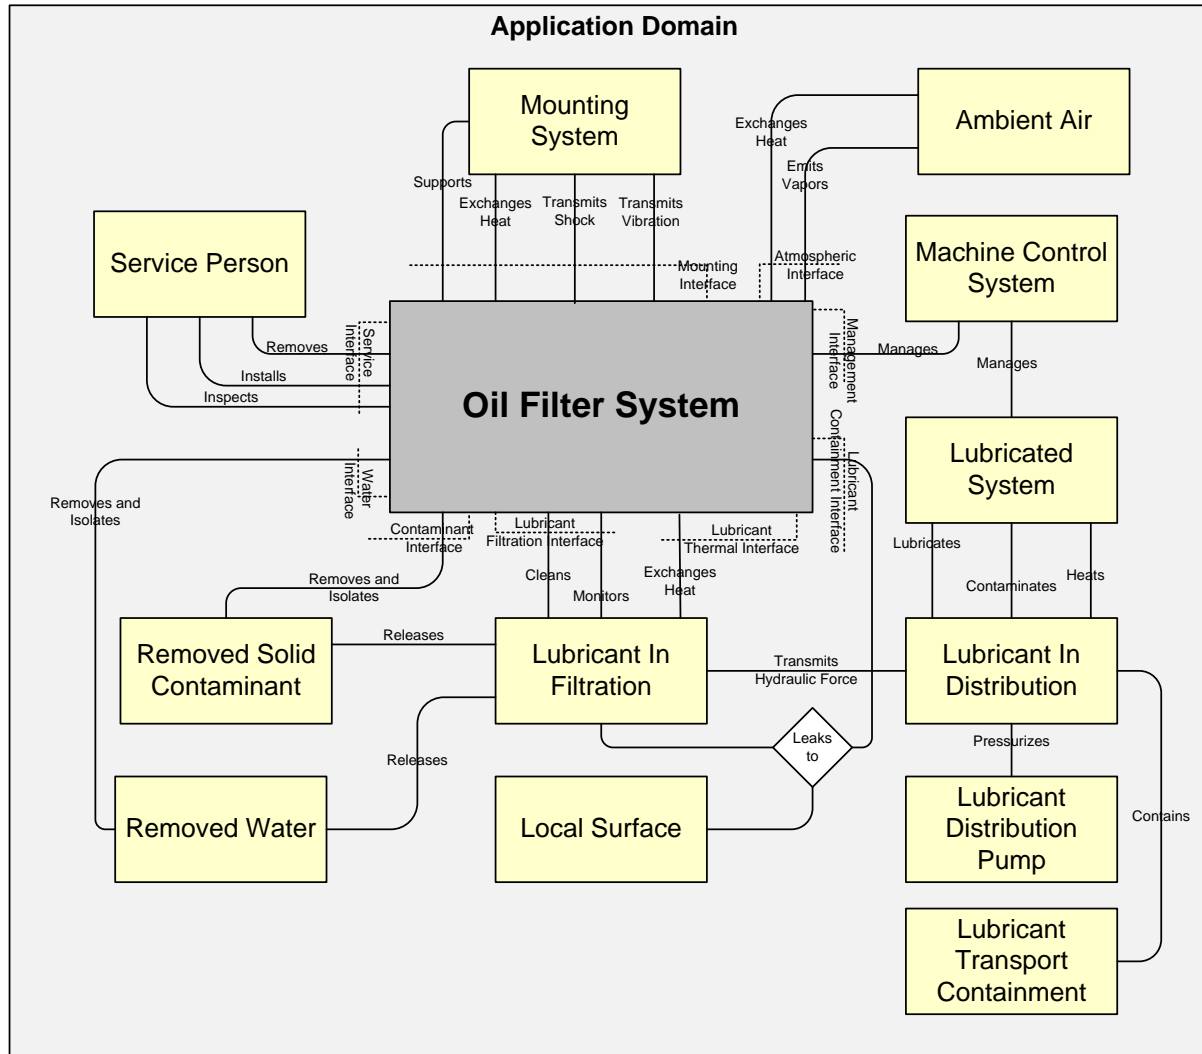 Application Domain
Mounting
System
Ambient Air
Exchanges
Heat
Emits
Vapors
Supports
Exchanges
Heat
Transmits
Shock
Transmits
Vibration
Service Person
Machine Control
System
Mounting
Interface
Atmospheric
Interface
Removes
Installs
Inspects
Service
Interface
Management
Interface
Manages
Manages
Oil Filter System
Lubricated
System
Water
Interface
Lubricant
Containment Interface
Removes and
Isolates
Contaminant
Interface
Lubricant
Filtration Interface
Lubricant
Thermal Interface
Removes and
Isolates
Cleans
Monitors
Exchanges
Heat
Lubricates
Contaminates
Heats
Removed Solid
Contaminant
Releases
Lubricant In
Filtration
Transmits
Hydraulic Force
Lubricant In
Distribution
Releases
Leaks
to
Pressurizes
Removed Water
Local Surface
Lubricant
Distribution
Pump
Contains
Lubricant
Transport
Containment